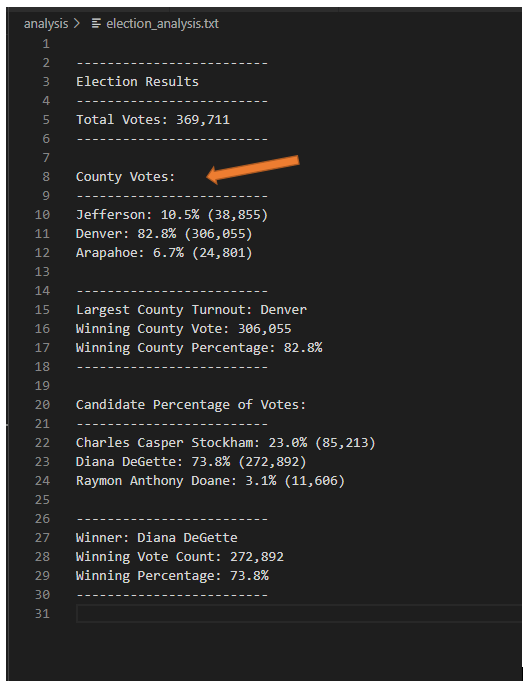 analysis > election_analysis.txt
1
2 -------------------------
3 Election Results
4 -------------------------
5 Total Votes: 369,711
6 -------------------------
7
8 County Votes:
9 -------------------------
10 Jefferson: 10.5% (38,855)
11 Denver: 82.8% (306,055)
12 Arapahoe: 6.7% (24,801)
13
14 -------------------------
15 Largest County Turnout: Denver
16 Winning County Vote: 306,055
17 Winning County Percentage: 82.8%
18 -------------------------
19
20 Candidate Percentage of Votes:
21 -------------------------
22 Charles Casper Stockham: 23.0% (85,213)
23 Diana DeGette: 73.8% (272,892)
24 Raymon Anthony Doane: 3.1% (11,606)
25
26 -------------------------
27 Winner: Diana DeGette
28 Winning Vote Count: 272,892
29 Winning Percentage: 73.8%
30 -------------------------
31